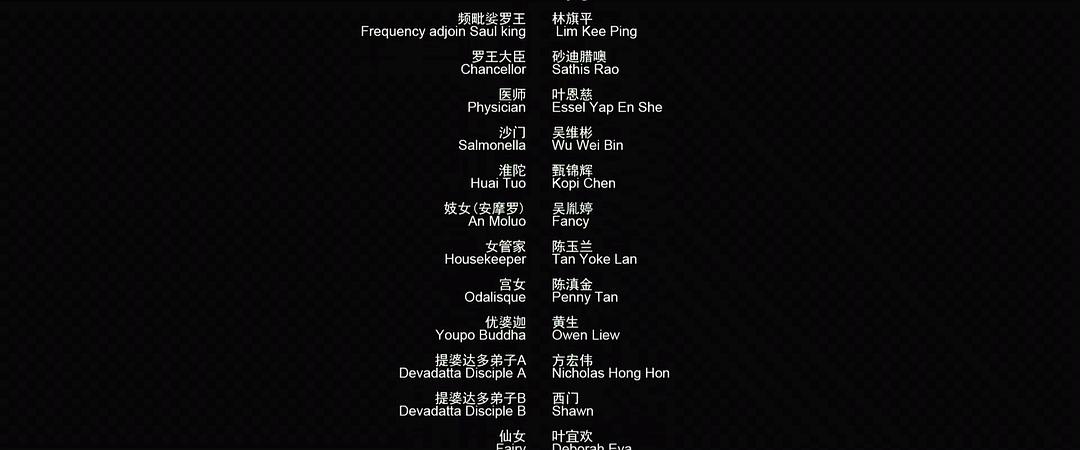 频毗娑罗王 林旗平
Frequency adjoin Saul king Lim Kee Ping
罗王大臣 砂迪腊噢
Chancellor Sathis Rao
医师 叶恩慈
Physician Essel Yap En She
沙门 吴维彬
Salmonella Wu Wei Bin
淮陀 甄锦辉
Huai Tuo Kopi Chen
妓女(安摩罗) 吴胤婷
An Moluo Fancy
女管家 陈玉兰
Housekeeper Tan Yoke Lan
宫女 陈滇金
Odalisque Penny Tan
优婆迦 黄生
Youpo Buddha Owen Liew
提婆达多弟子A 方宏伟
Devadatta Disciple A Nicholas Hong Hon
提婆达多弟子B 西门
Devadatta Disciple B Shawn
仙女 叶宜欢
Fairy Deborah Eva